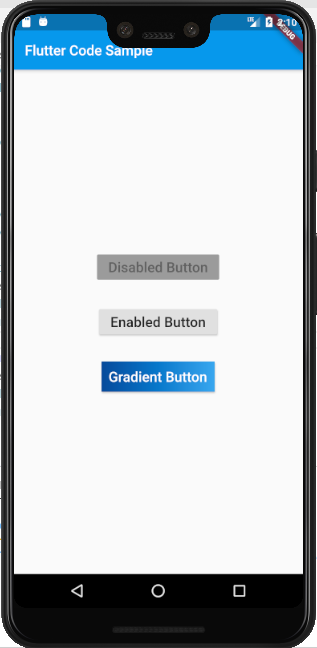 2:10
DEBUG
Flutter Code Sample
Disabled Button
Enabled Button
Gradient Button